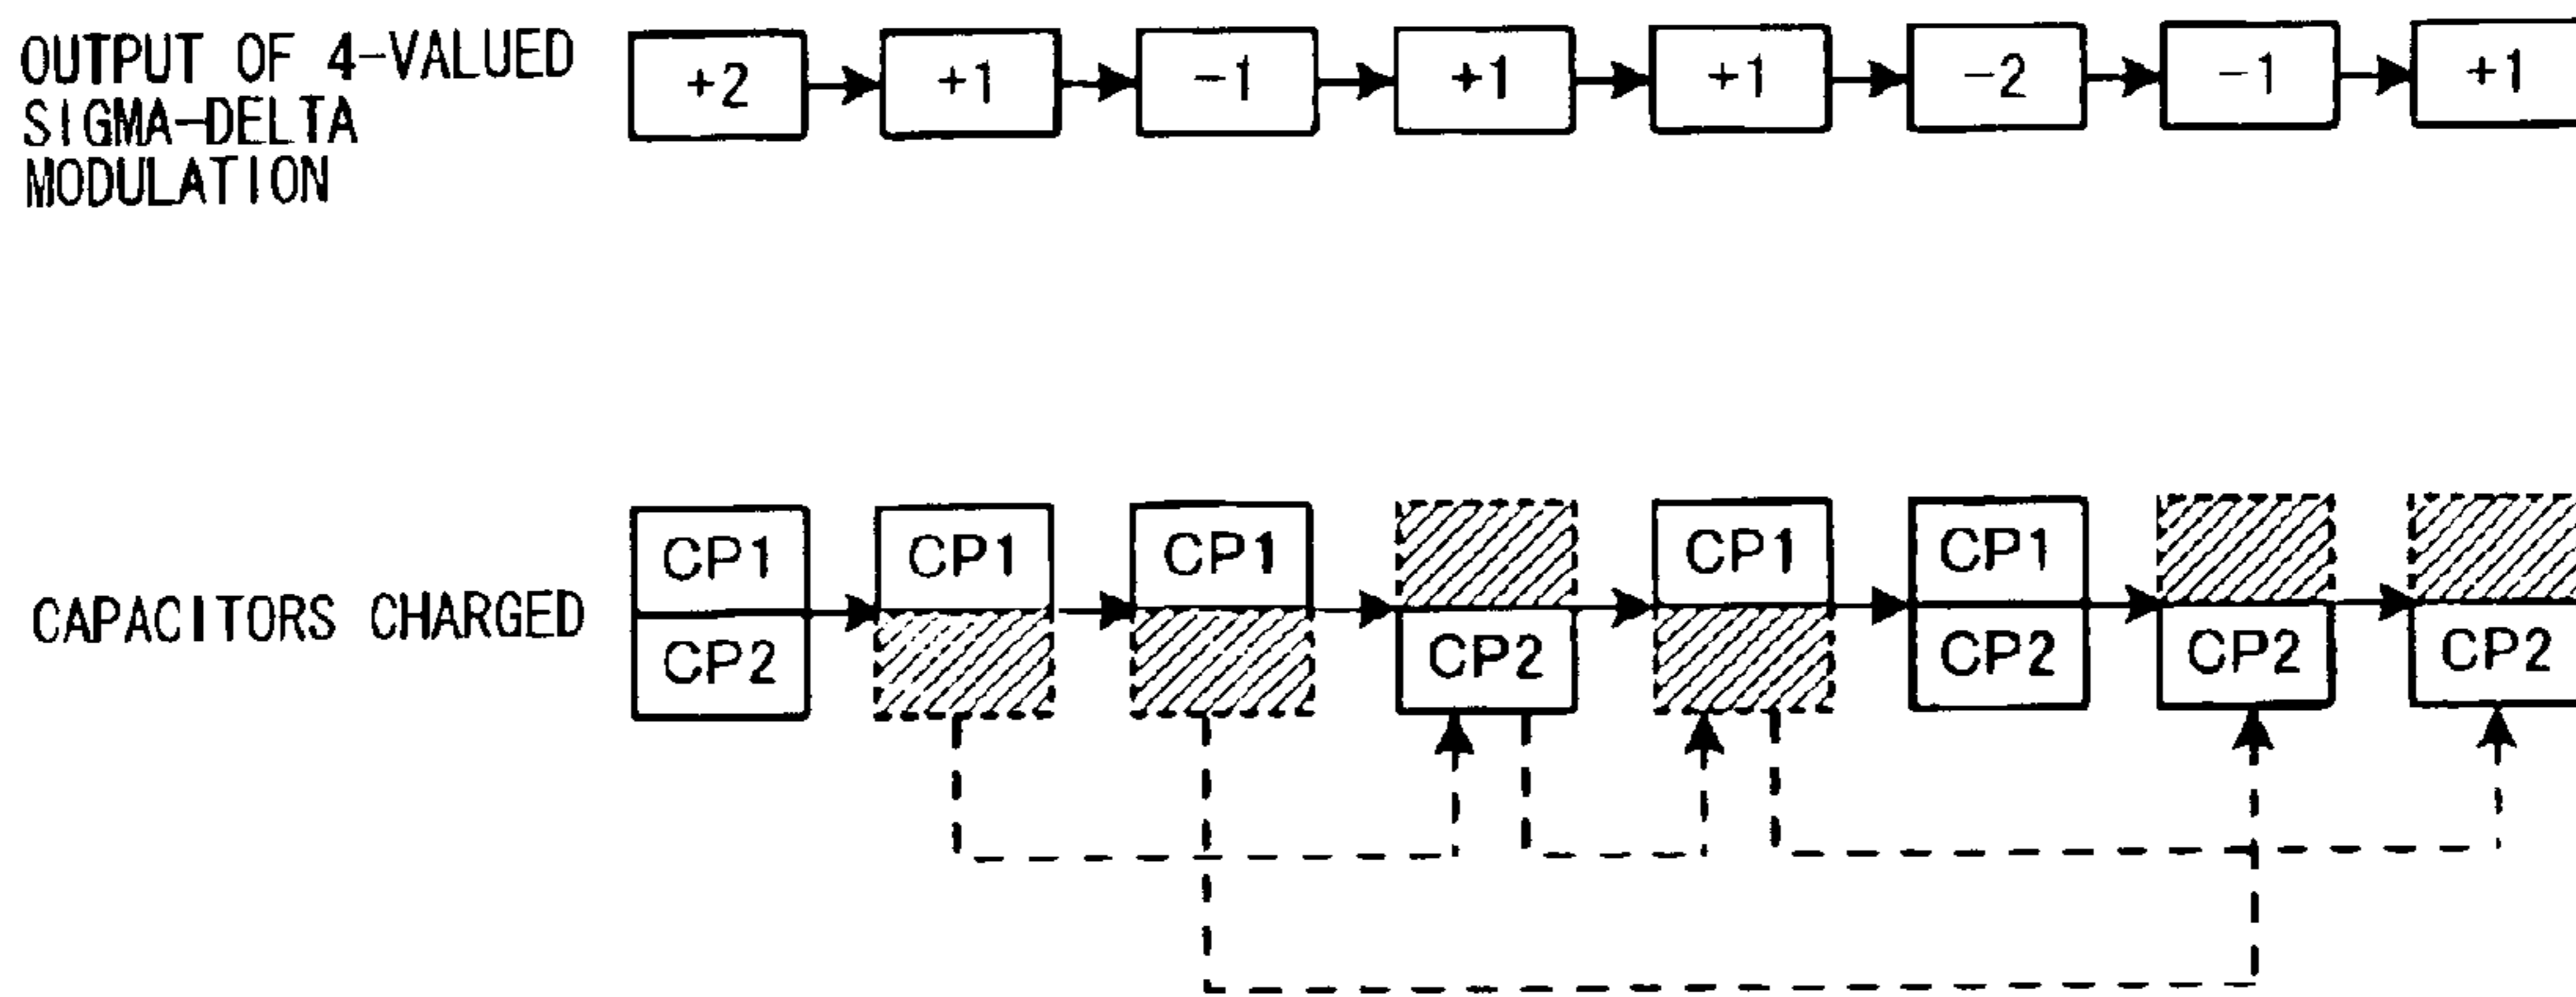 OUTPUT OF 4-VALUED
SIGMA-DELTA
MODULATION
+2 +1 -1 +1 +1 -2 -1 +1
CAPACITORS CHARGED
CP1 CP1 CP1 CP1 CP1
CP2 CP2 CP2 CP2 CP2